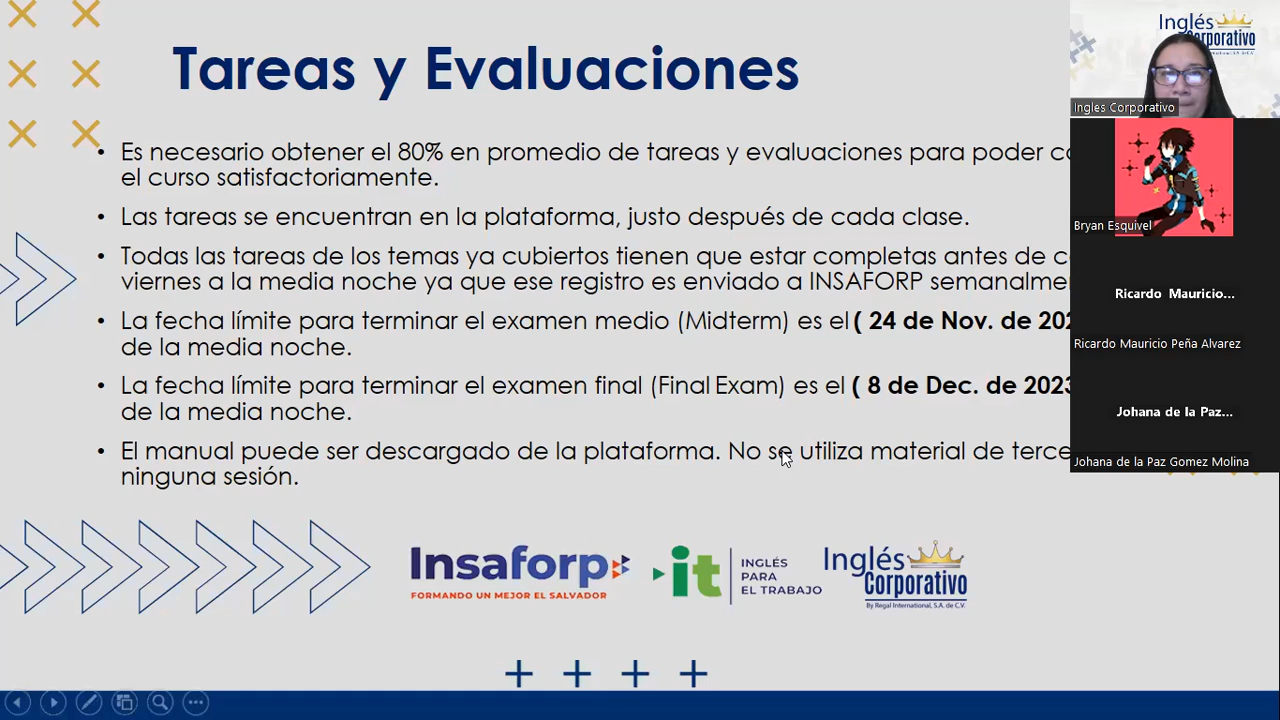 Tareas y Evaluaciones
• Es necesario obtener el 80% en promedio de tareas y evaluaciones para poder
el curso satisfactoriamente.
• Las tareas se encuentran en la plataforma, justo después de cada clase.
• Todas las tareas de los temas ya cubiertos tienen que estar completas antes de
viernes a la media noche ya que ese registro es enviado a INSAFORP
• La fecha límite para terminar el examen medio (Midterm) es el ( 24 de Nov. de
de la media noche.
• La fecha límite para terminar el examen final (Final Exam) es el ( 8 de Dec. de 2023
de la media noche.
• El manual puede ser descargado de la plataforma. No se utiliza material de
ninguna sesión.
Insaforp
FORMANDO UN MEJOR EL SALVADOR
it
INGLÉS
PARA
EL TRABAJO
Inglés
Corporativo
By Regal International, S.A. de C.V.
Inglés
Corporativo
Ingles Corporativo
Bryan Esquivel
Ricardo Mauricio...
Ricardo Mauricio Peña Alvarez
Johana de la Paz...
Johana de la Paz Gomez Molina